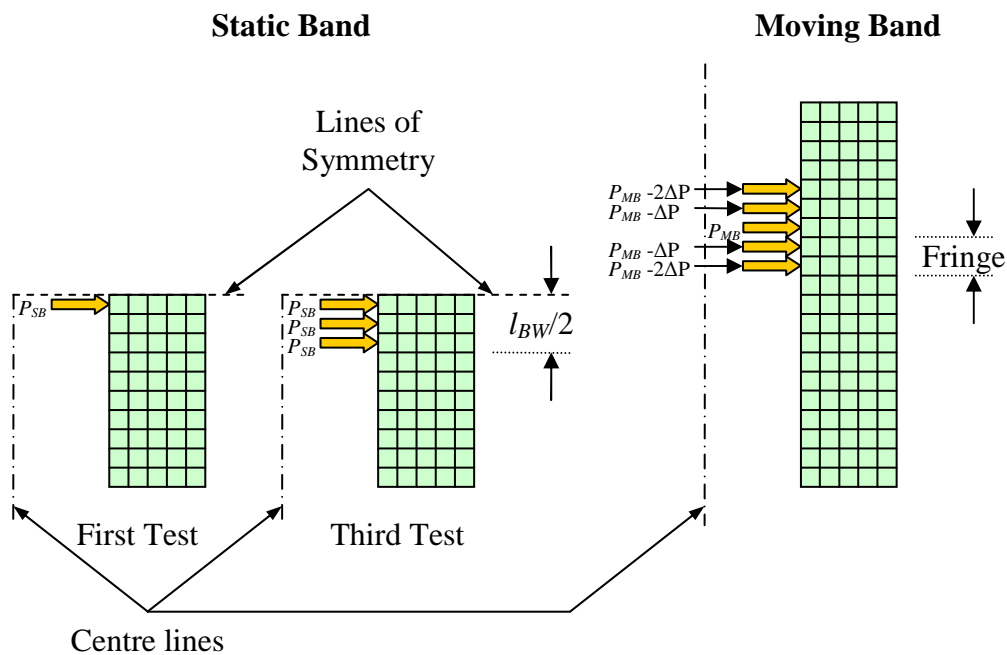 Static Band
Moving Band
Lines of
Symmetry
P_MB -2ΔP
P_MB -ΔP
P_MB
P_MB -ΔP
P_MB -2ΔP
Fringe
P_SB
P_SB
P_SB
P_SB
l_BW/2
First Test
Third Test
Centre lines